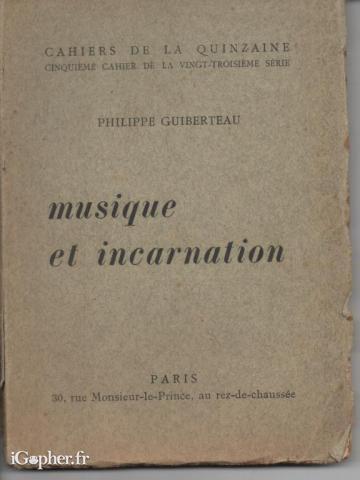 CAHIERS DE LA QUINZAINE
CINQUIÈME CAHIER DE LA VINGT-TROISIÈME SÉRIE
PHILIPPE GUIBERTEAU
musique
et incarnation
PARIS
30, rue Monsieur-le-Prince, au rez-de-chaussée
iGopher.fr